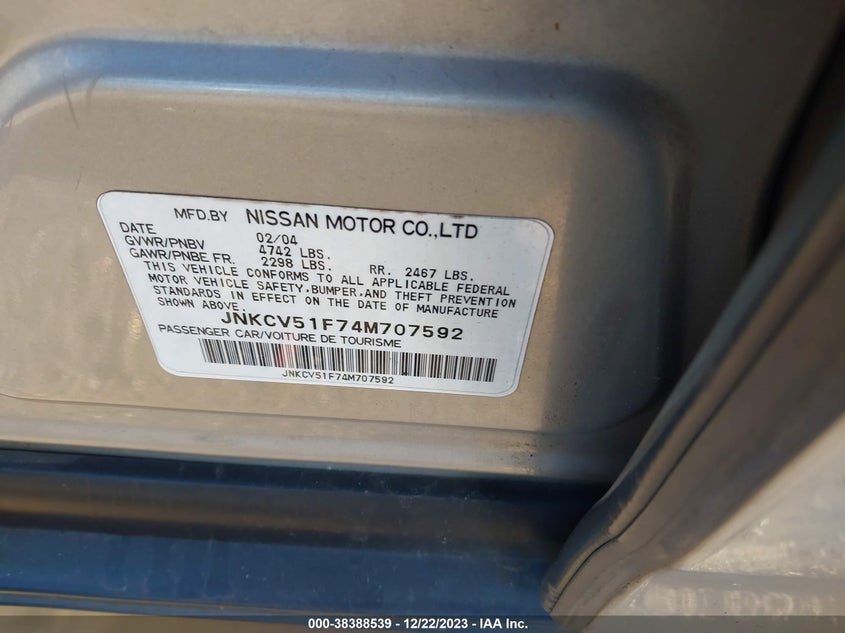 MFD.BY NISSAN MOTOR CO.,LTD
DATE 02/04
GVWR/PNBV 4742 LBS.
GAWR/PNBE FR. 2298 LBS. RR. 2467 LBS.
THIS VEHICLE CONFORMS TO ALL APPLICABLE FEDERAL
MOTOR VEHICLE SAFETY,BUMPER,AND THEFT PREVENTION
STANDARDS IN EFFECT ON THE DATE OF MANUFACTURE
SHOWN ABOVE.
JNKCV51F74M707592
PASSENGER CAR/VOITURE DE TOURISME
JNKCV51F74M707592
000-38388539 - 12/22/2023 - IAA Inc.